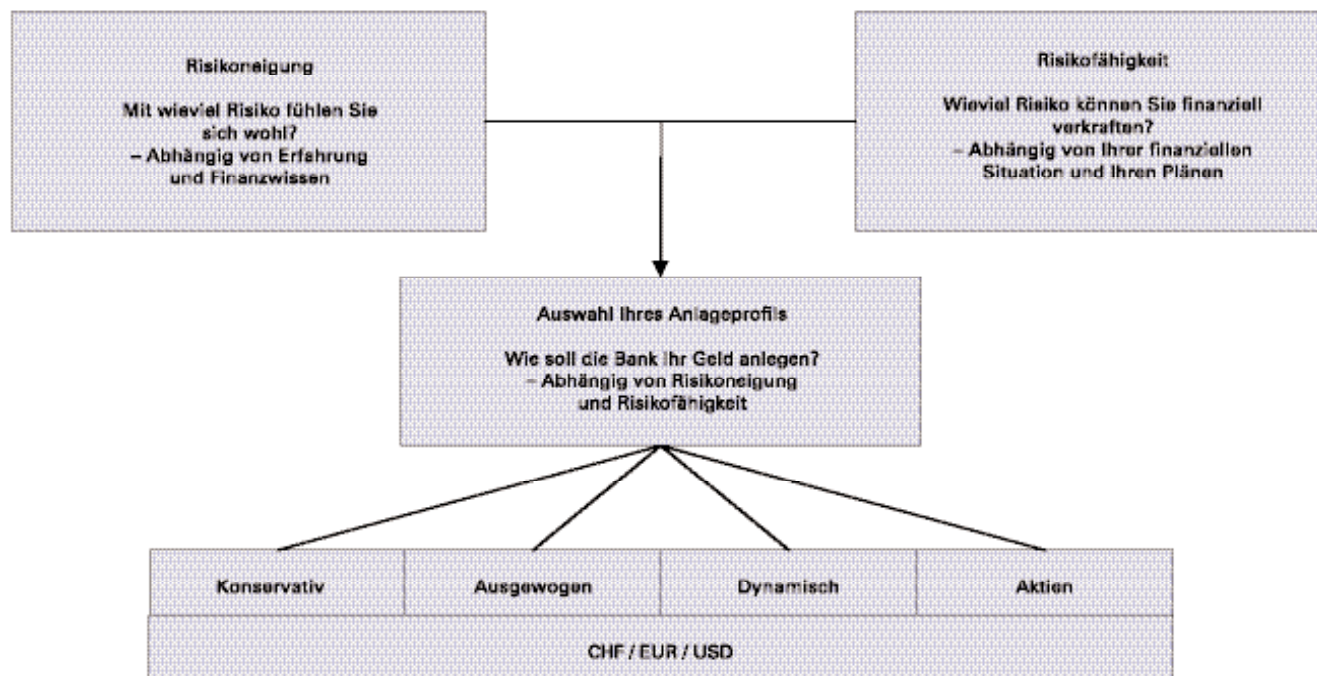 Risikoneigung
Mit wieviel Risiko fühlen Sie
sich wohl?
– Abhängig von Erfahrung
und Finanzwissen
Risikofähigkeit
Wieviel Risiko können Sie finanziell
verkraften?
– Abhängig von Ihrer finanziellen
Situation und Ihren Plänen
Auswahl Ihres Anlageprofils
Wie soll die Bank Ihr Geld anlegen?
– Abhängig von Risikoneigung
und Risikofähigkeit
Konservativ
Ausgewogen
Dynamisch
Aktien
CHF / EUR / USD